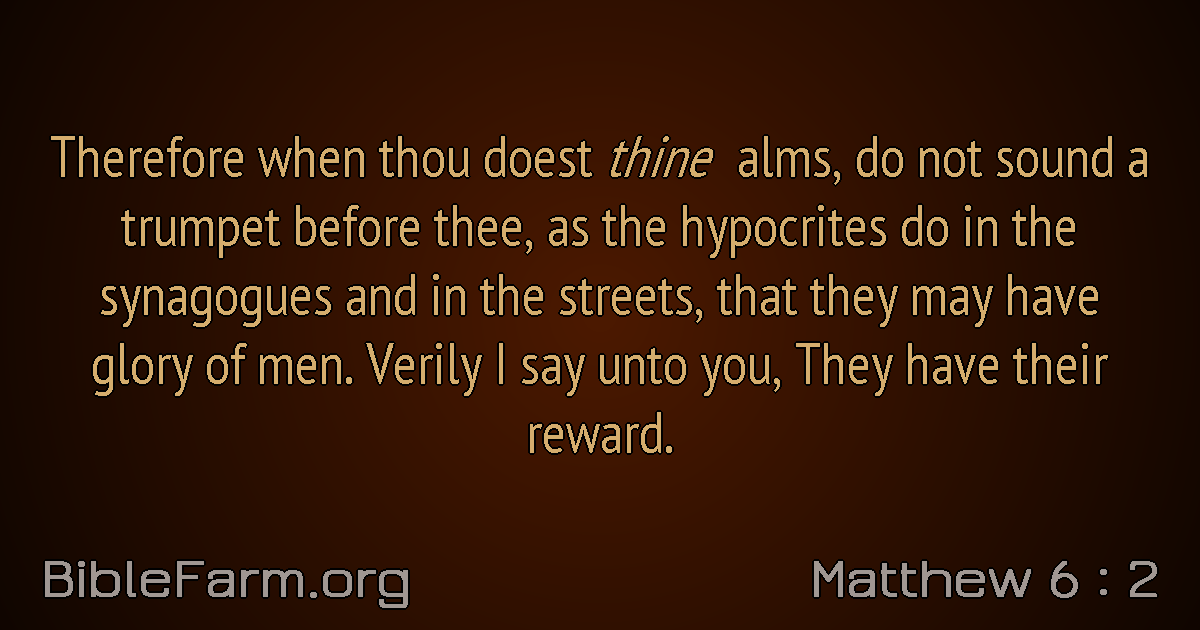 Therefore when thou doest thine alms, do not sound a
trumpet before thee, as the hypocrites do in the
synagogues and in the streets, that they may have
glory of men. Verily I say unto you, They have their
reward.
BibleFarm.org
Matthew 6 : 2